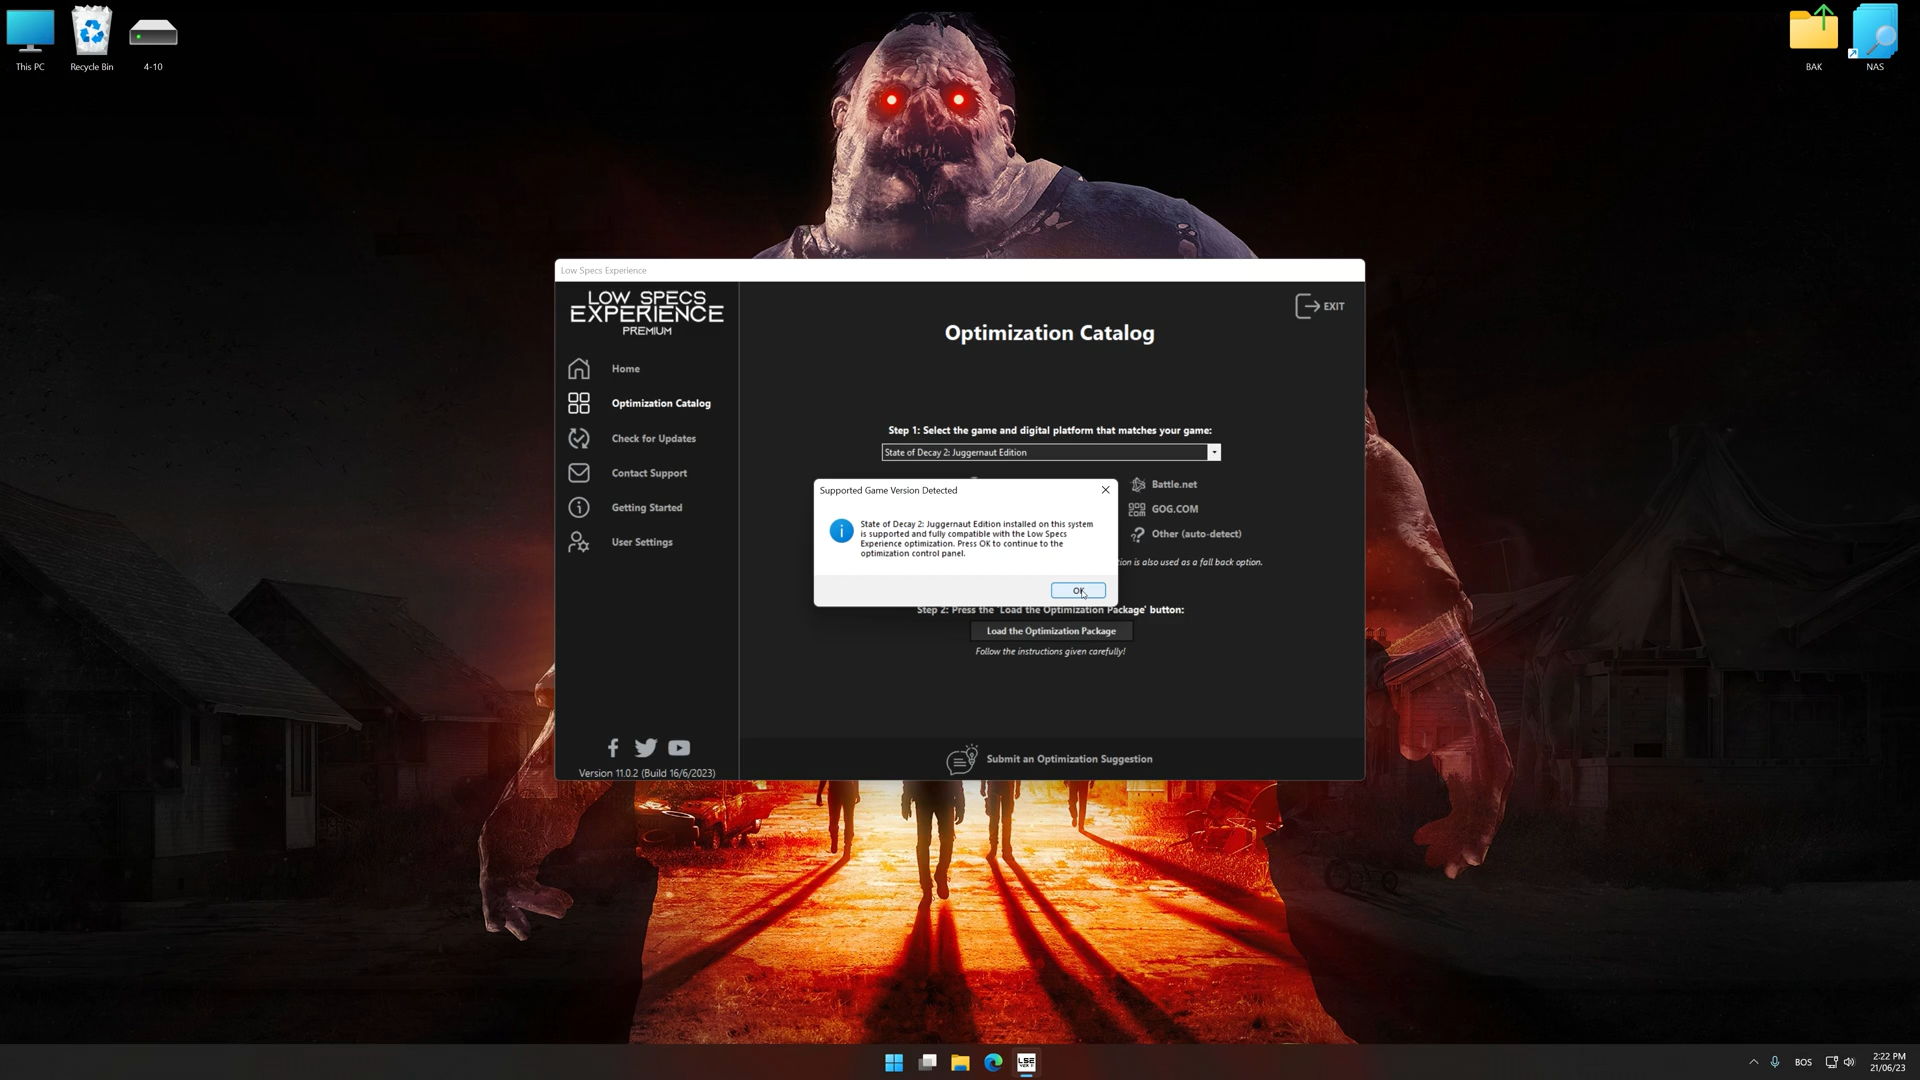 This PC
Recycle Bin
4-10
BAK
NAS
Low Specs Experience
LOW SPECS
EXPERIENCE
PREMIUM
Home
Optimization Catalog
Check for Updates
Contact Support
Getting Started
User Settings
Version 11.0.2 (Build 16/6/2023)
EXIT
Optimization Catalog
Step 1: Select the game and digital platform that matches your game:
State of Decay 2: Juggernaut Edition
Battle.net
GOG.COM
Other (auto-detect)
is also used as a fall back option.
Supported Game Version Detected
State of Decay 2: Juggernaut Edition installed on this system
is supported and fully compatible with the Low Specs
Experience optimization. Press OK to continue to the
optimization control panel.
OK
Step 2: Press the 'Load the Optimization Package' button:
Load the Optimization Package
Follow the instructions given carefully!
Submit an Optimization Suggestion
LSE
BOS
2:22 PM
21/06/23